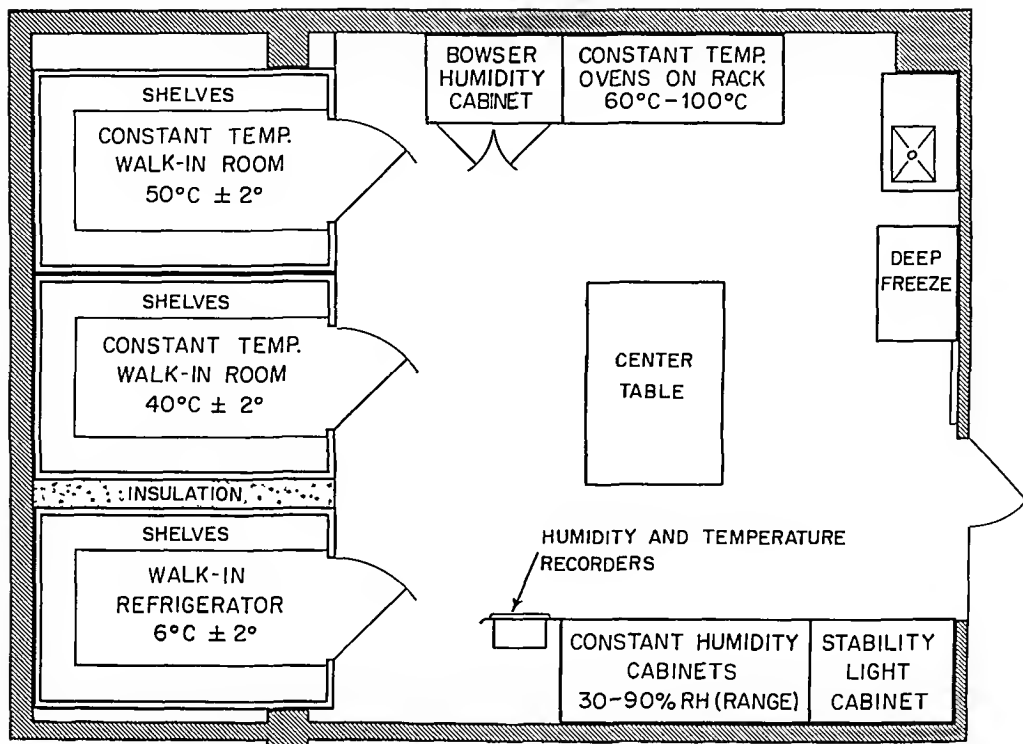 SHELVES
CONSTANT TEMP.
WALK-IN ROOM
50°C ± 2°
BOWSER
HUMIDITY
CABINET
CONSTANT TEMP.
OVENS ON RACK
60°C-100°C
SHELVES
CONSTANT TEMP.
WALK-IN ROOM
40°C ± 2°
DEEP
FREEZE
CENTER
TABLE
INSULATION
SHELVES
WALK-IN
REFRIGERATOR
6°C ± 2°
HUMIDITY AND TEMPERATURE
RECORDERS
CONSTANT HUMIDITY
CABINETS
30-90% RH (RANGE)
STABILITY
LIGHT
CABINET